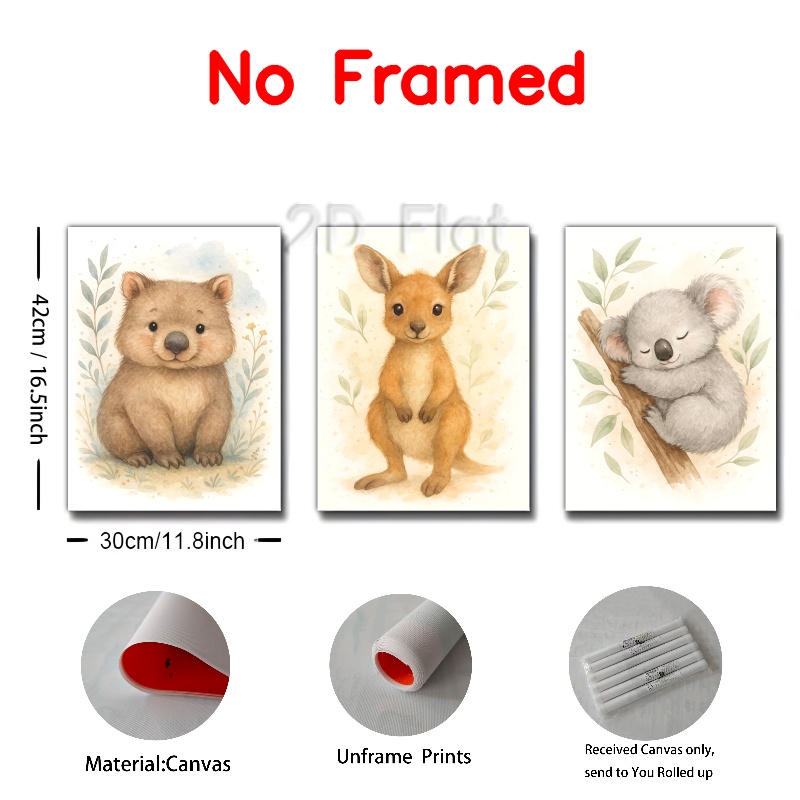 No Framed
2D Flat
42cm / 16.5inch
30cm/11.8inch
Material:Canvas
Unframe Prints
Received Canvas only,
send to You Rolled up